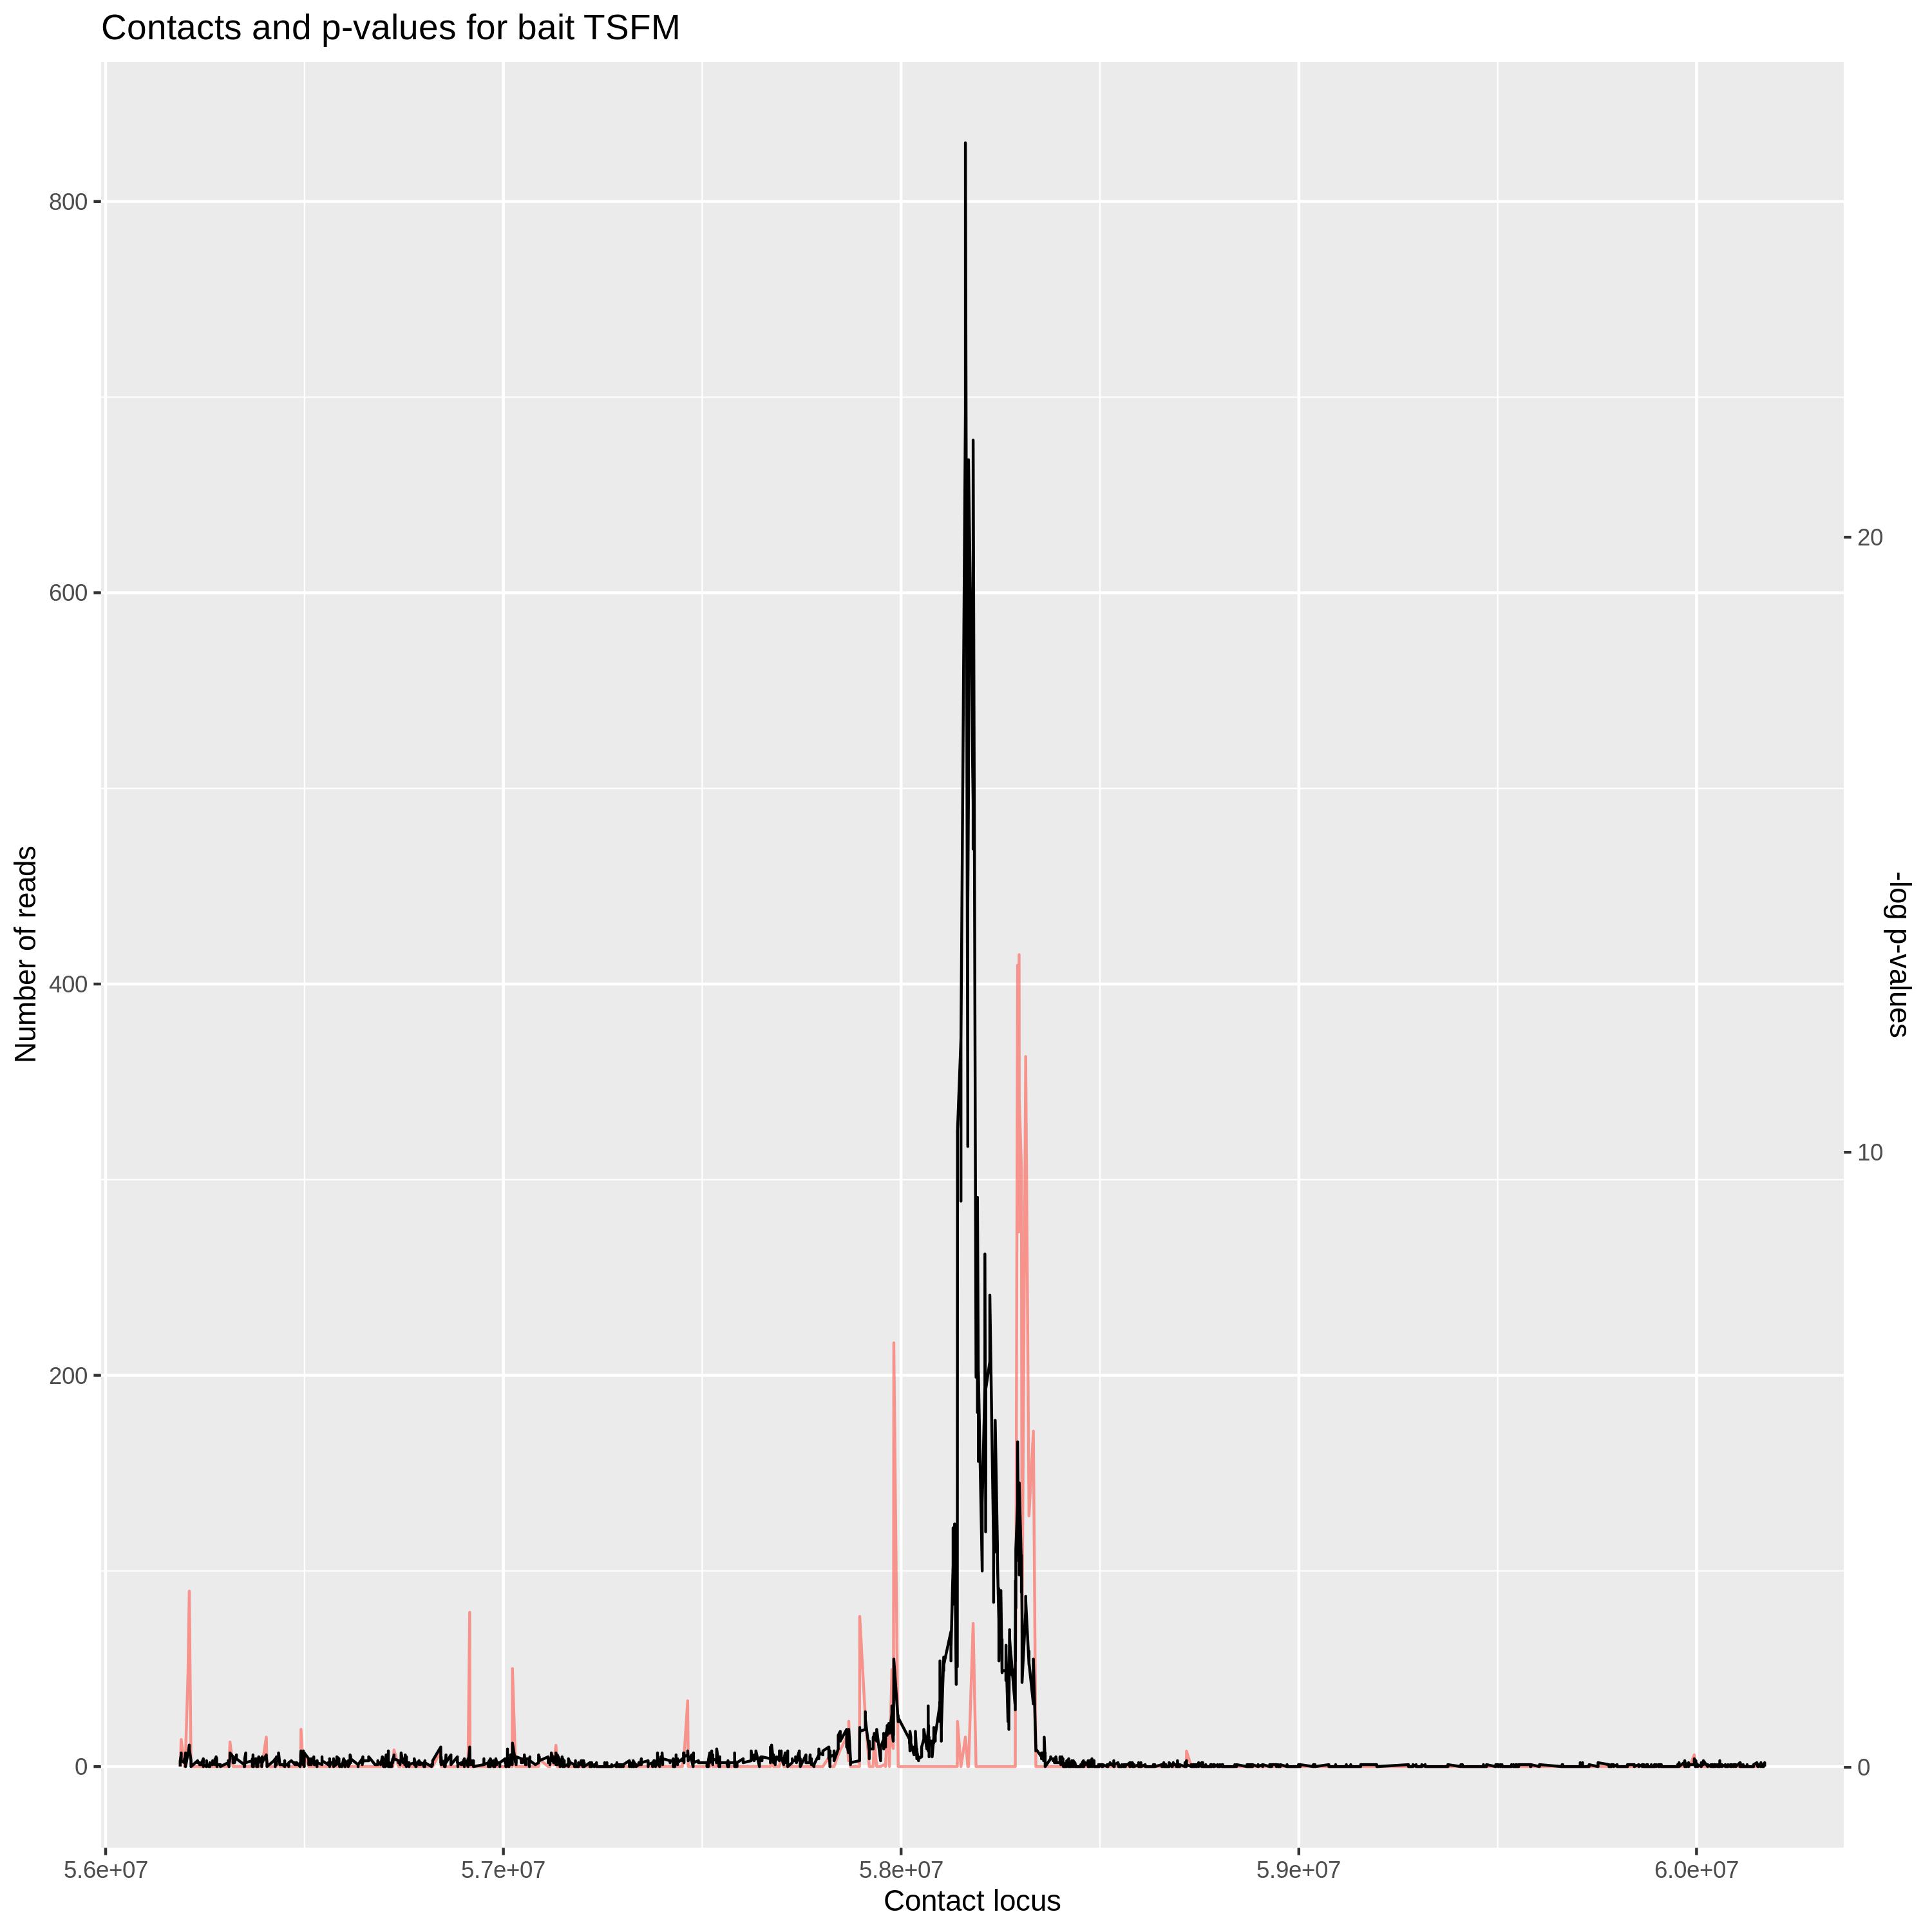 Contacts and p-values for bait TSFM
800
600
400
200
0
20
10
0
Number of reads
-log p-values
5.6e+07 5.7e+07 5.8e+07 5.9e+07 6.0e+07
Contact locus